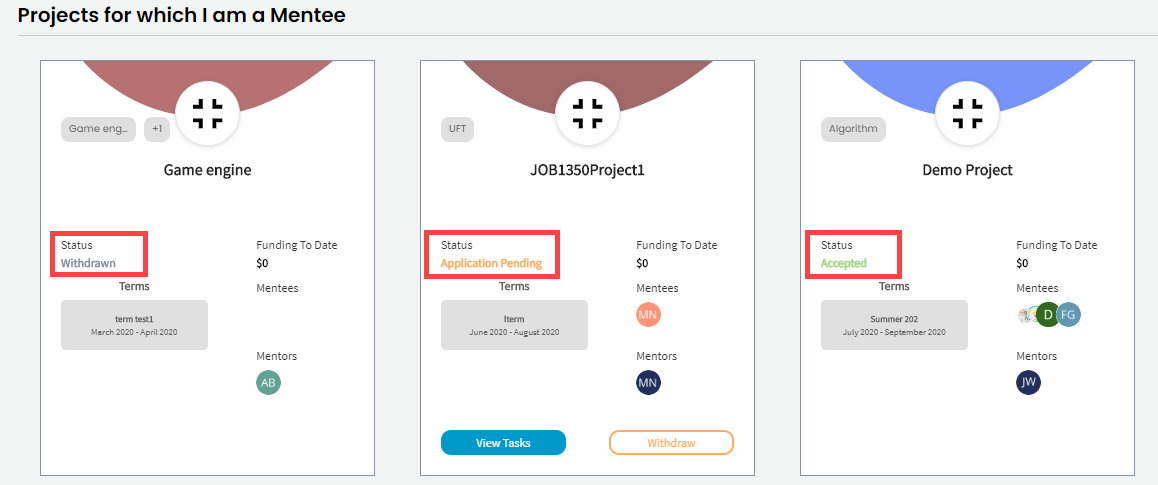 Projects for which I am a Mentee
Game eng... +1
Game engine
Status
Withdrawn
Funding To Date
$0
Terms
term test1
March 2020 - April 2020
Mentees
Mentors
AB
UFT
JOB1350Project1
Status
Application Pending
Funding To Date
$0
Terms
Iterm
June 2020 - August 2020
Mentees
MN
Mentors
MN
View Tasks
Withdraw
Algorithm
Demo Project
Status
Accepted
Funding To Date
$0
Terms
Summer 202
July 2020 - September 2020
Mentees
D FG
Mentors
JW